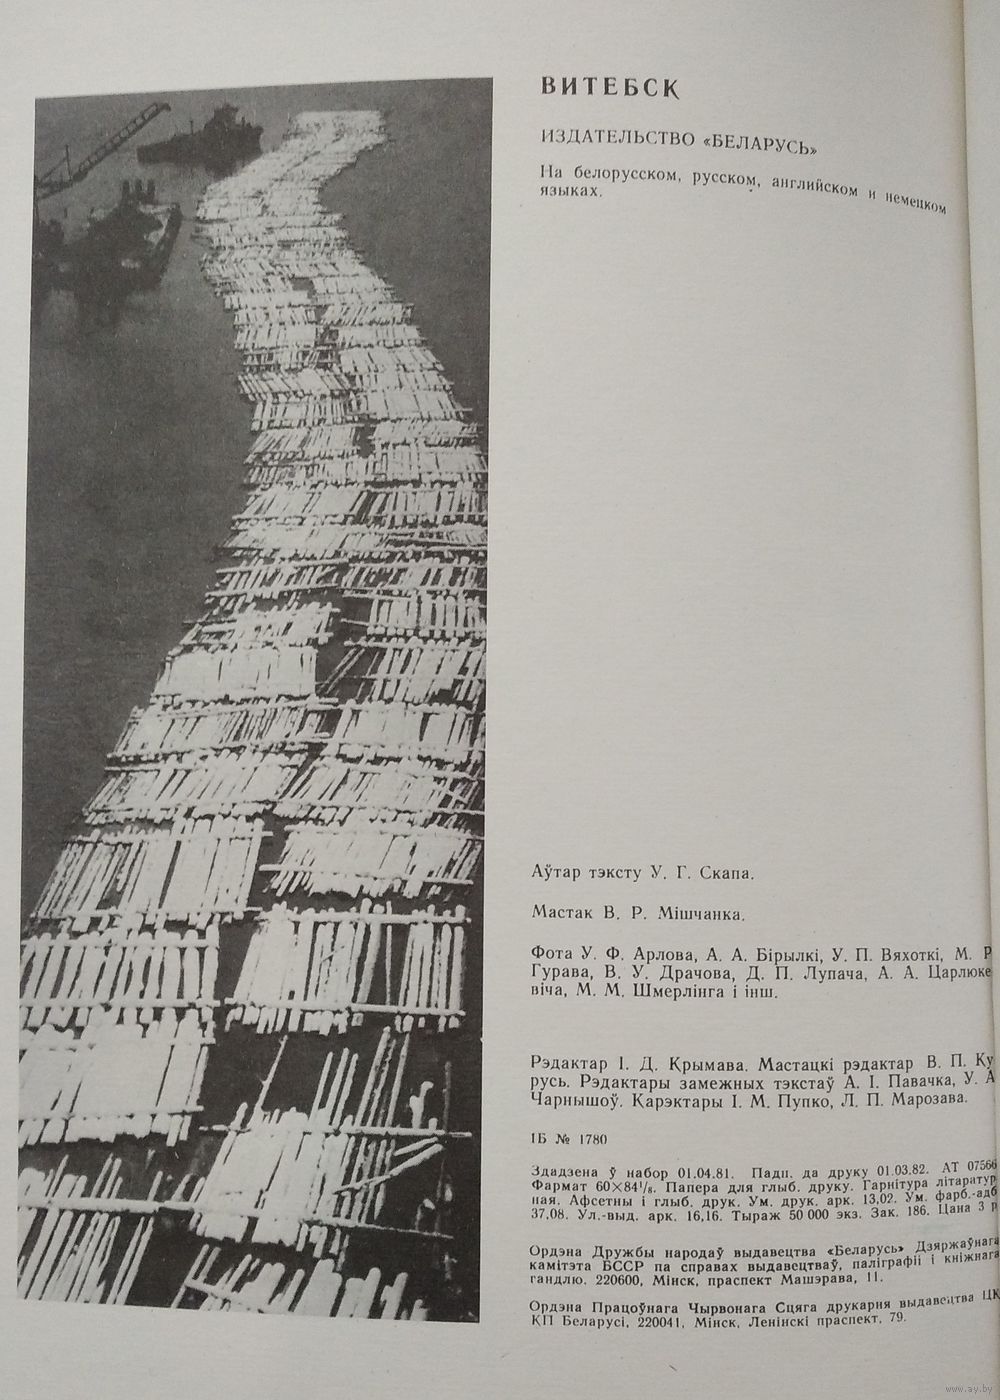 ВИТЕБСК
ИЗДАТЕЛЬСТВО «БЕЛАРУСЬ»
На белорусском, русском, английском и немецком
языках.
Аўтар тэксту У. Г. Скапа.
Мастак В. Р. Мішчанка.
Фота У. Ф. Арлова, А. А. Бірылкі, У. П. Вяхоткі, М. Р
Гурава, В. У. Драчова, Д. П. Лупача, А. А. Царлюке
віча, М. М. Шмерлінга і інш.
Рэдактар І. Д. Крымава. Мастацкі рэдактар В. П. Ку
русь. Рэдактары замежных тэкстаў А. І. Павачка, У. А
Чарнышоў. Карэктары І. М. Пупко, Л. П. Марозава.
ІБ № 1780
Здадзена ў набор 01.04.81. Падп. да друку 01.03.82. АТ 07566
Фармат 60×84¹/₈. Папера для глыб. друку. Гарнітура літаратур
ная. Афсетны і глыб. друк. Ум. друк. арк. 13,02. Ум. фарб.-адб
37,08. Ул.-выд. арк. 16,16. Тыраж 50 000 экз. Зак. 186. Цана 3 р
Ордэна Дружбы народаў выдавецтва «Беларусь» Дзяржаўнага
камітэта БССР па справах выдавецтваў, паліграфіі і кніжнага
гандлю. 220600, Мінск, праспект Машэрава, 11.
Ордэна Працоўнага Чырвонага Сцяга друкарня выдавецтва ЦК
КП Беларусі. 220041, Мінск, Ленінскі праспект, 79.
www.ay.by